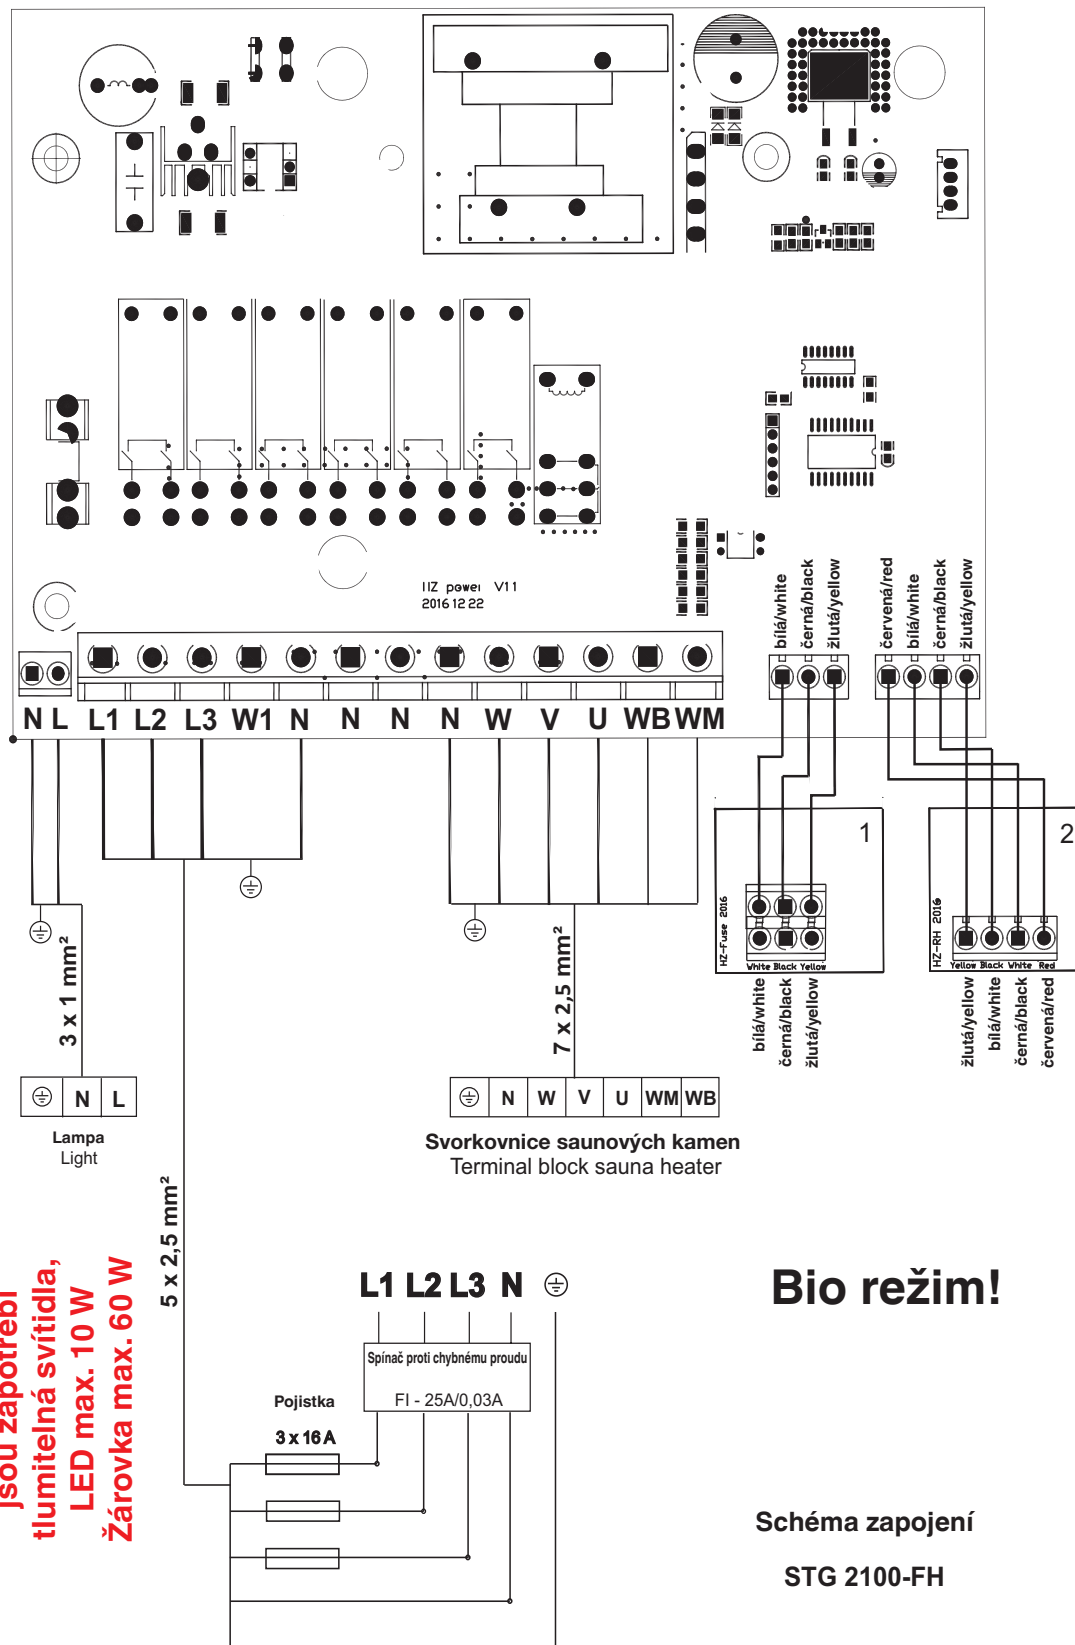 HZ power V1.1
2016 12 22
bílá/white
černá/black
žlutá/yellow
červená/red
bílá/white
černá/black
žlutá/yellow
N L L1 L2 L3 W1 N N N N W V U WB WM
1
HZ-Fuse 2016
White Black Yellow
bílá/white
černá/black
žlutá/yellow
2
HZ-RH 2016
Yellow Black White Red
žlutá/yellow
bílá/white
černá/black
červená/red
3 x 1 mm²
7 x 2,5 mm²
N L
Lampa
Light
N W V U WM WB
Svorkovnice saunových kamen
Terminal block sauna heater
5 x 2,5 mm²
jsou zapotřebí
tlumitelná svítidla,
LED max. 10 W
Žárovka max. 60 W
L1 L2 L3 N
Spínač proti chybnému proudu
FI - 25A/0,03A
Pojistka
3 x 16 A
Bio režim!
Schéma zapojení
STG 2100-FH